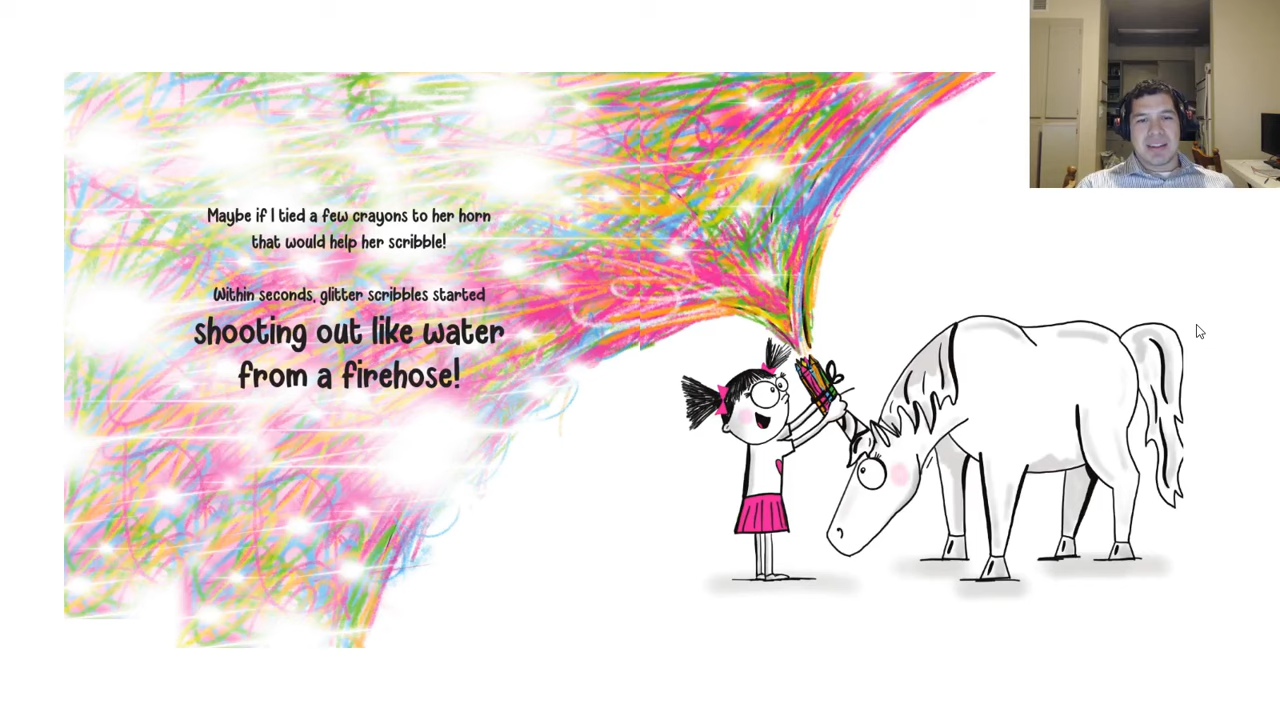 Maybe if I tied a few crayons to her horn
that would help her scribble!
Within seconds, glitter scribbles started
shooting out like water
from a firehose!